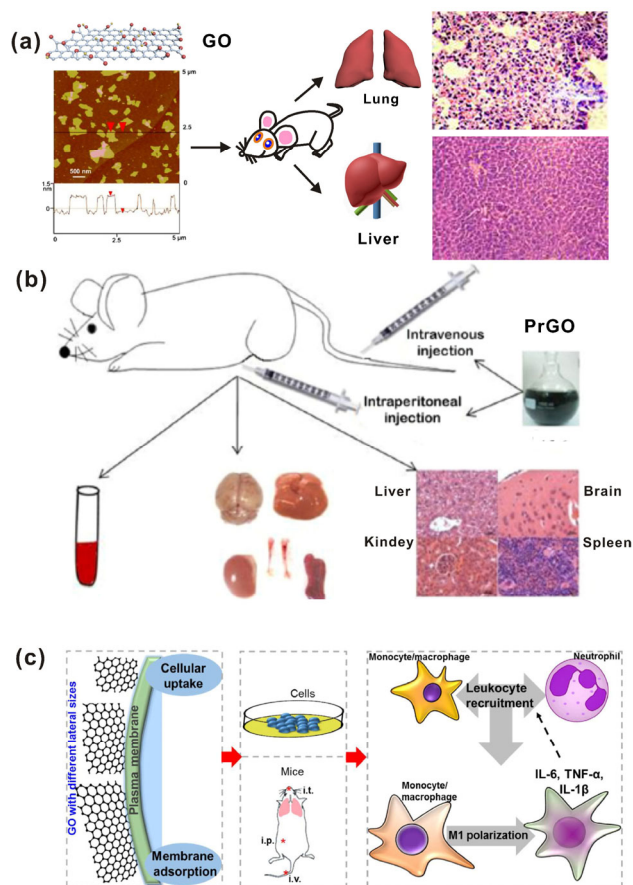 (a)
GO
5 µm
2.5
500 nm
0
1.5
nm
0
0
2.5
5 µm
Lung
Liver
(b)
Intravenous
injection
PrGO
Intraperitoneal
injection
Liver
Brain
Kindey
Spleen
(c)
GO with different lateral sizes
Plasma membrane
Cellular
uptake
Membrane
adsorption
Cells
Mice
i.t.
i.p.
i.v.
Monocyte/macrophage
Neutrophil
Leukocyte
recruitment
IL-6, TNF-α,
IL-1β
Monocyte/
macrophage
M1 polarization